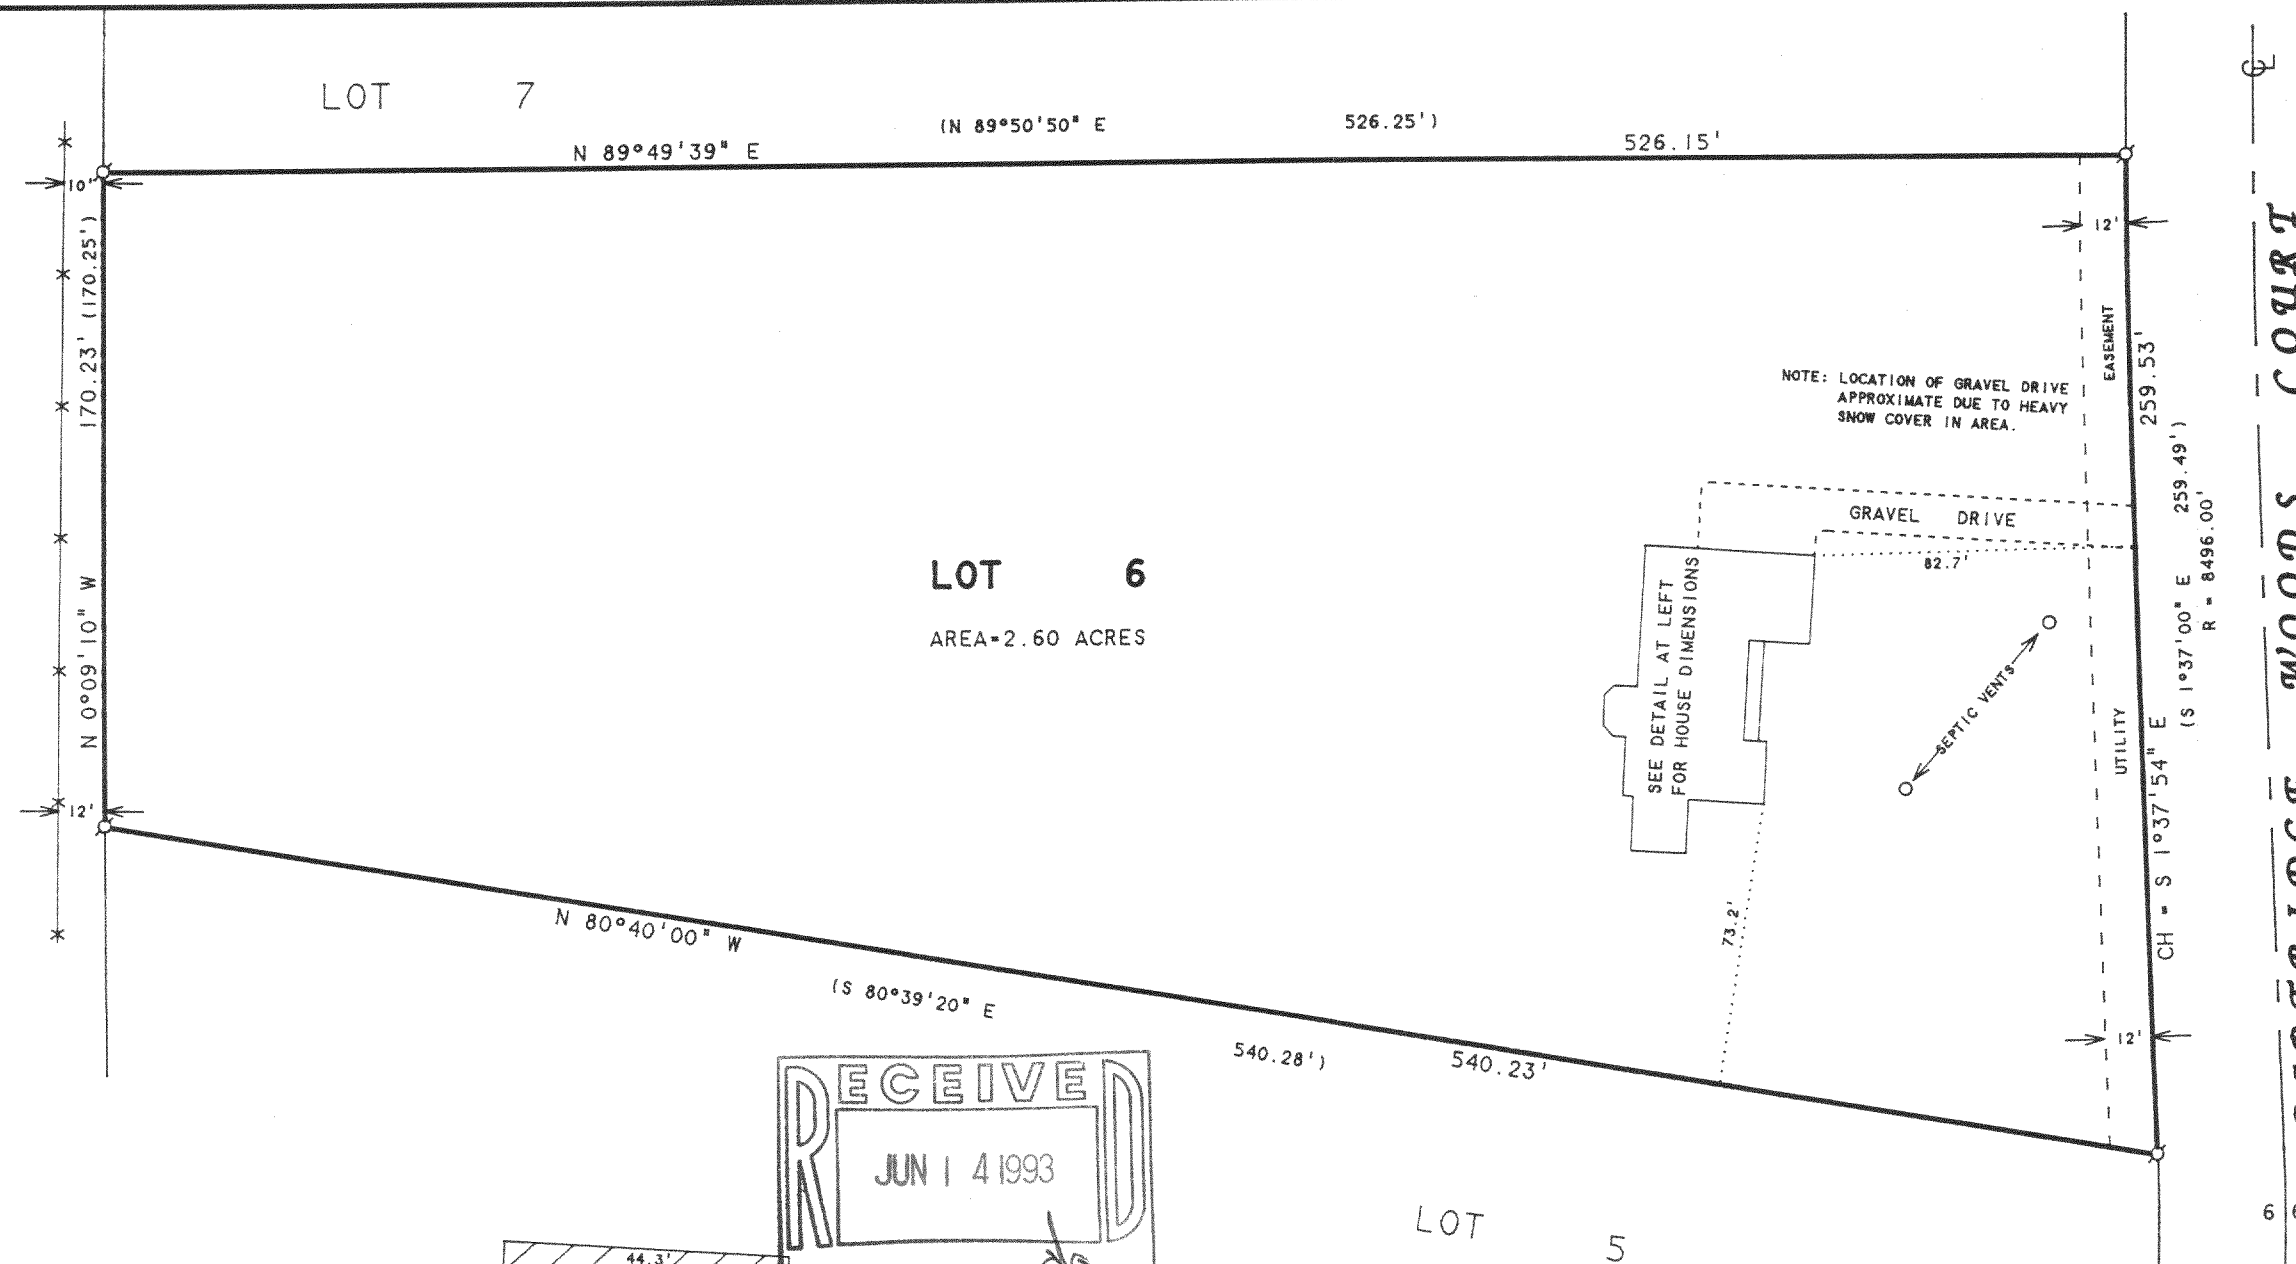 LOT 7
(N 89°50'50" E 526.25')
N 89°49'39" E 526.15'
10'
170.23' (170.25')
N 0°09'10" W
12'
12'
EASEMENT
UTILITY
259.53'
CH = S 1°37'54" E
(S 1°37'00" E 259.49')
R = 8496.00'
NOTE: LOCATION OF GRAVEL DRIVE
APPROXIMATE DUE TO HEAVY
SNOW COVER IN AREA.
GRAVEL DRIVE
82.7'
LOT 6
AREA=2.60 ACRES
SEE DETAIL AT LEFT
FOR HOUSE DIMENSIONS
SEPTIC VENTS
73.2'
12'
N 80°40'00" W 540.23'
(S 80°39'20" E 540.28')
RECEIVED
JUN 14 1993
LOT 5
44.3'
WOODS COURT
6